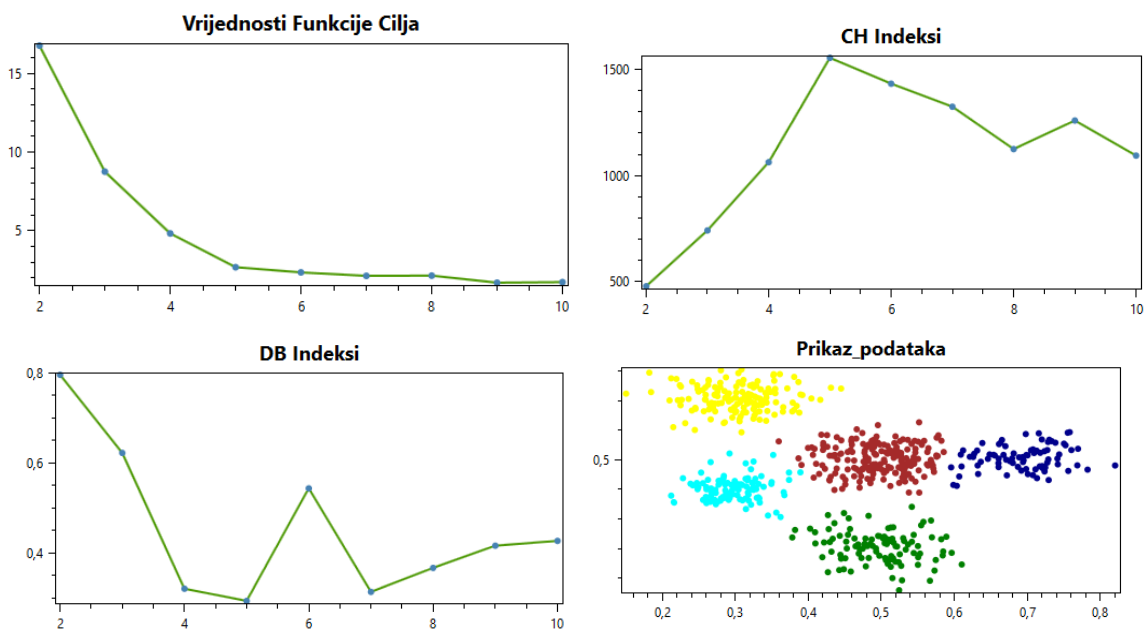 Vrijednosti Funkcije Cilja
15
10
5
2 4 6 8 10
CH Indeksi
1500
1000
500
2 4 6 8 10
DB Indeksi
0,8
0,6
0,4
2 4 6 8 10
Prikaz_podataka
0,5
0,2 0,3 0,4 0,5 0,6 0,7 0,8